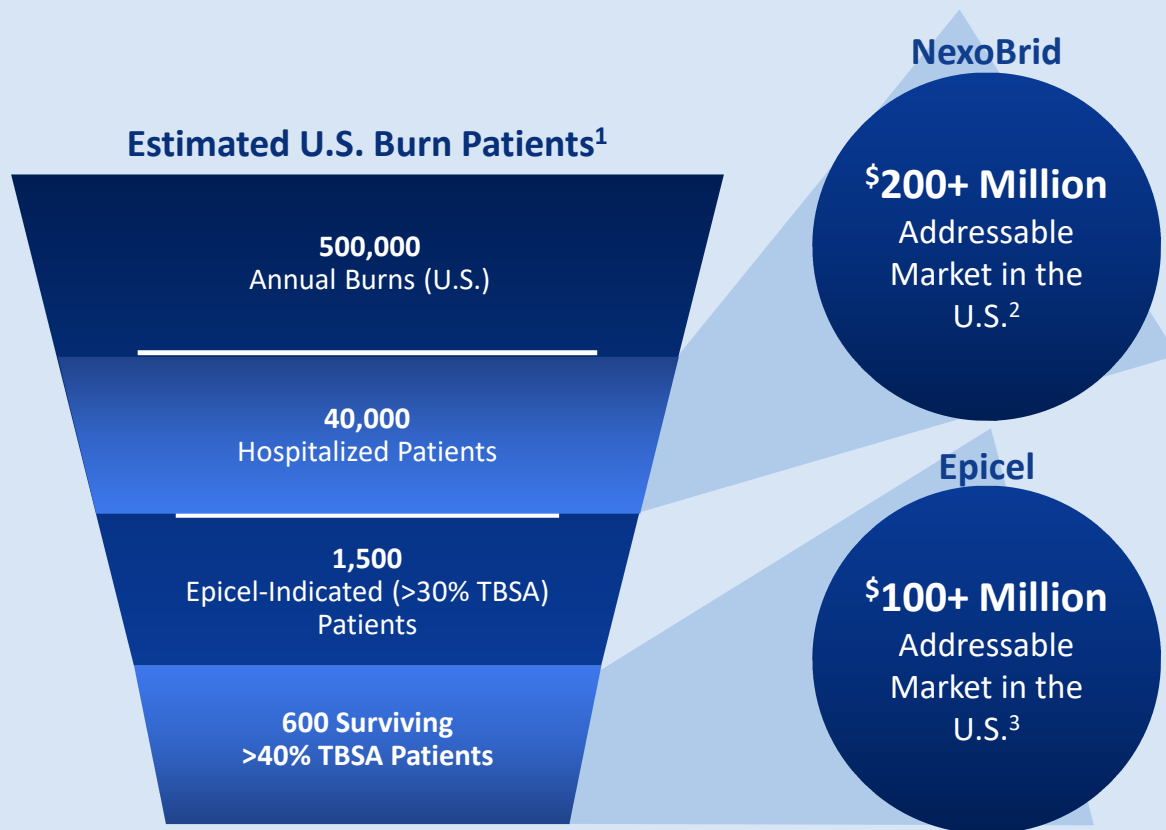 Estimated U.S. Burn Patients¹
500,000
Annual Burns (U.S.)
40,000
Hospitalized Patients
1,500
Epicel-Indicated (>30% TBSA)
Patients
600 Surviving
>40% TBSA Patients
NexoBrid
$200+ Million
Addressable
Market in the
U.S.²
Epicel
$100+ Million
Addressable
Market in the
U.S.³